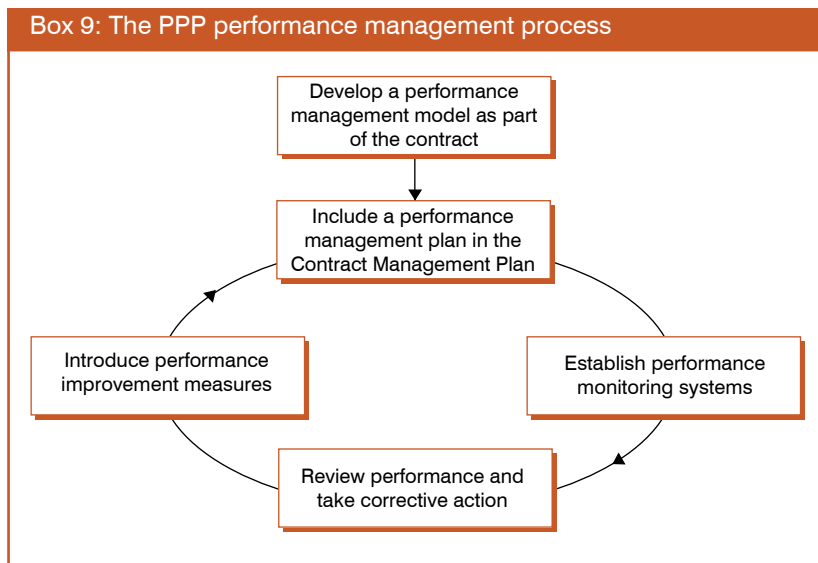 Box 9: The PPP performance management process
Develop a performance
management model as part
of the contract
Include a performance
management plan in the
Contract Management Plan
Establish performance
monitoring systems
Review performance and
take corrective action
Introduce performance
improvement measures